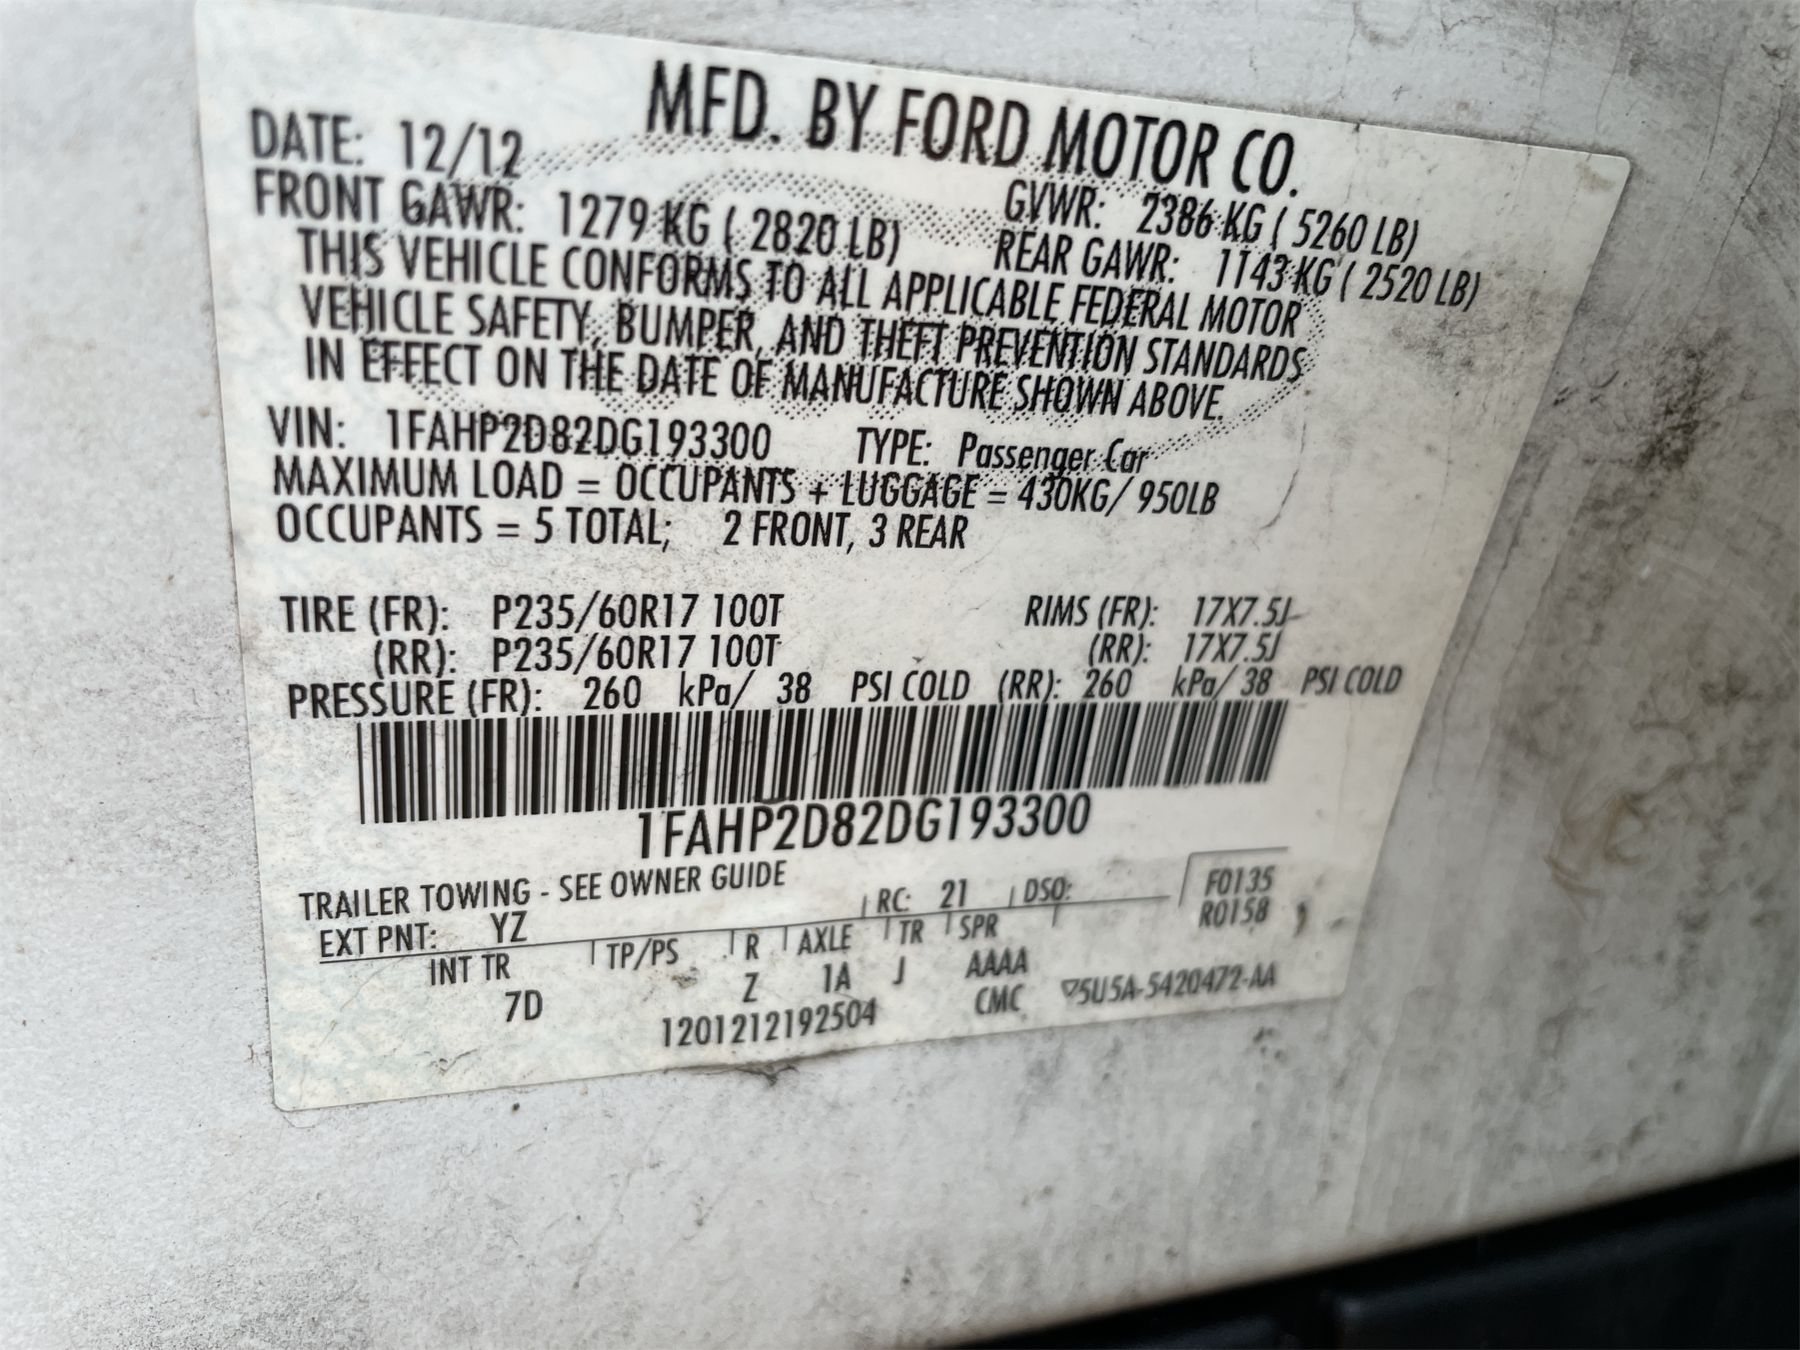 MFD. BY FORD MOTOR CO.
DATE: 12/12
GVWR: 2386 KG ( 5260 LB)
FRONT GAWR: 1279 KG ( 2820 LB)
REAR GAWR: 1143 KG ( 2520 LB)
THIS VEHICLE CONFORMS TO ALL APPLICABLE FEDERAL MOTOR
VEHICLE SAFETY, BUMPER, AND THEFT PREVENTION STANDARDS
IN EFFECT ON THE DATE OF MANUFACTURE SHOWN ABOVE.
VIN: 1FAHP2D82DG193300 TYPE: Passenger Car
MAXIMUM LOAD = OCCUPANTS + LUGGAGE = 430KG/ 950LB
OCCUPANTS = 5 TOTAL; 2 FRONT, 3 REAR
TIRE (FR): P235/60R17 100T RIMS (FR): 17X7.5J
(RR): P235/60R17 100T (RR): 17X7.5J
PRESSURE (FR): 260 kPa/ 38 PSI COLD (RR): 260 kPa/ 38 PSI COLD
1FAHP2D82DG193300
TRAILER TOWING - SEE OWNER GUIDE
F0135
EXT PNT: YZ RC: 21 DSO:
R0158
INT TR TP/PS R AXLE TR SPR
7D Z 1A J AAAA
1201212192504 CMC ▽5U5A-5420472-AA